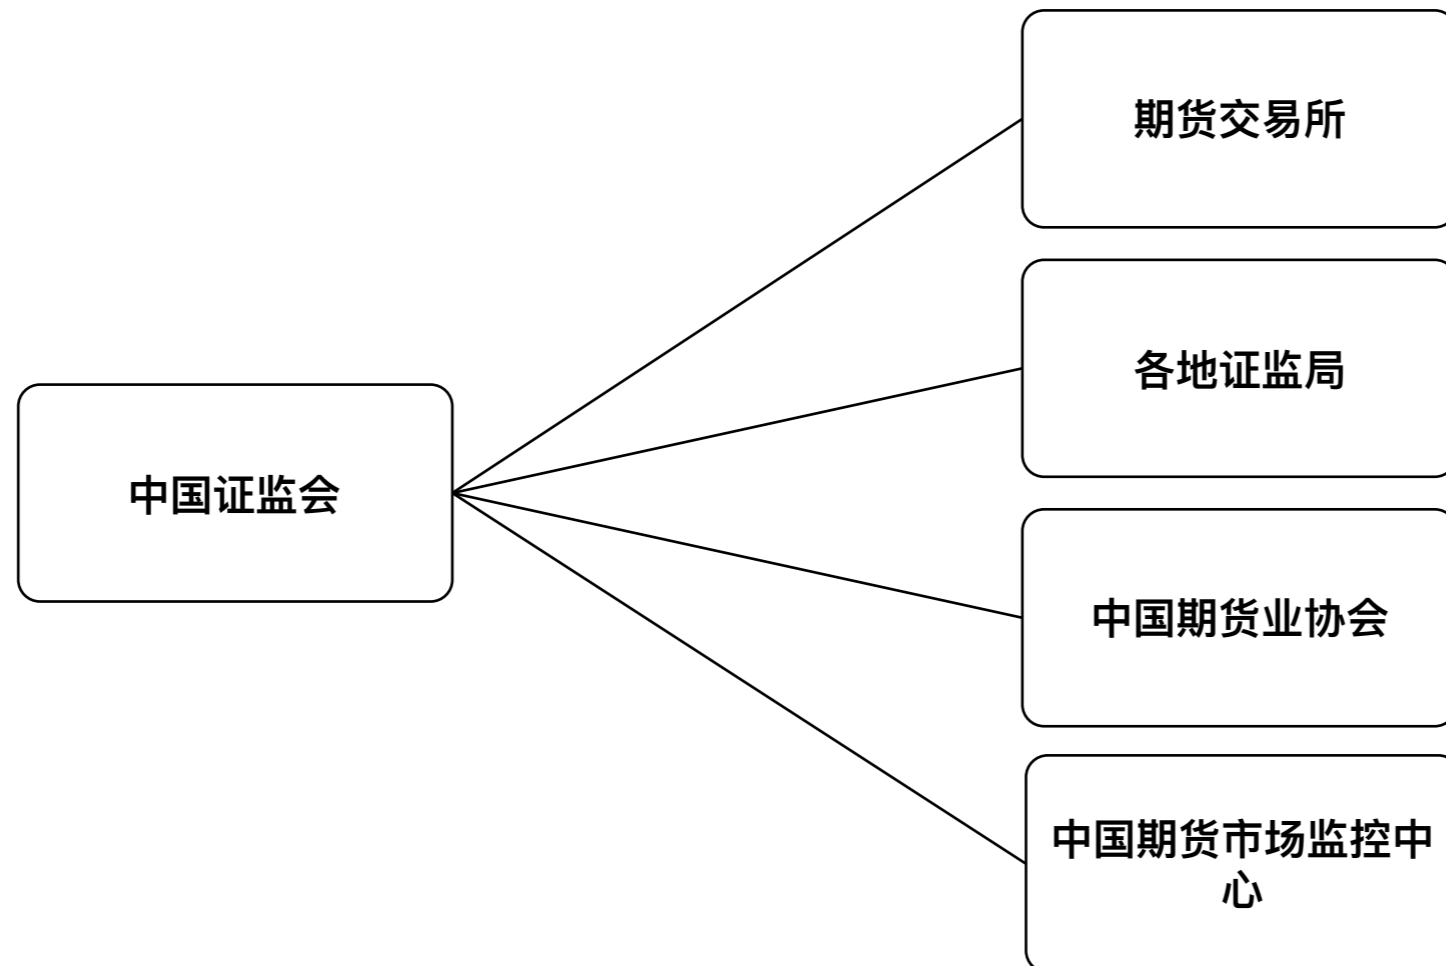 期货交易所
各地证监局
中国证监会
中国期货业协会
中国期货市场监控中
心